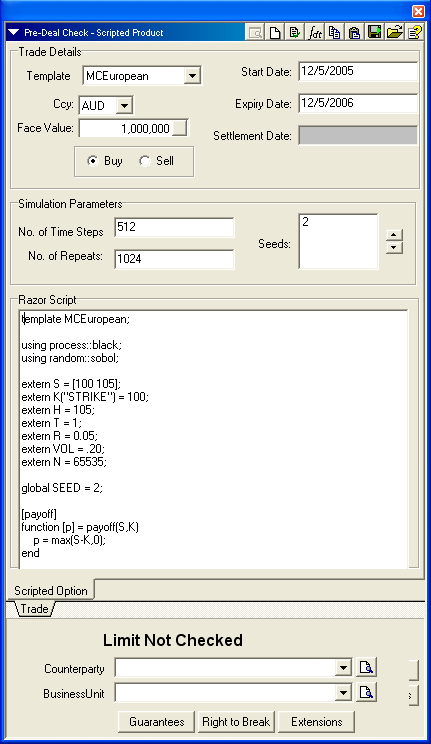 Pre-Deal Check - Scripted Product
Trade Details
Template MCEuropean Start Date: 12/5/2005
Ccy: AUD Expiry Date: 12/5/2006
Face Value: 1,000,000 Settlement Date:
Buy Sell
Simulation Parameters
No. of Time Steps 512 Seeds: 2
No. of Repeats: 1024
Razor Script
template MCEuropean;
using process::black;
using random::sobol;
extern S = [100 105];
extern K("STRIKE") = 100;
extern H = 105;
extern T = 1;
extern R = 0.05;
extern VOL = .20;
extern N = 65535;
global SEED = 2;
[payoff]
function [p] = payoff(S,K)
p = max(S-K,0);
end
Scripted Option
Trade
Limit Not Checked
Counterparty
BusinessUnit
Guarantees Right to Break Extensions